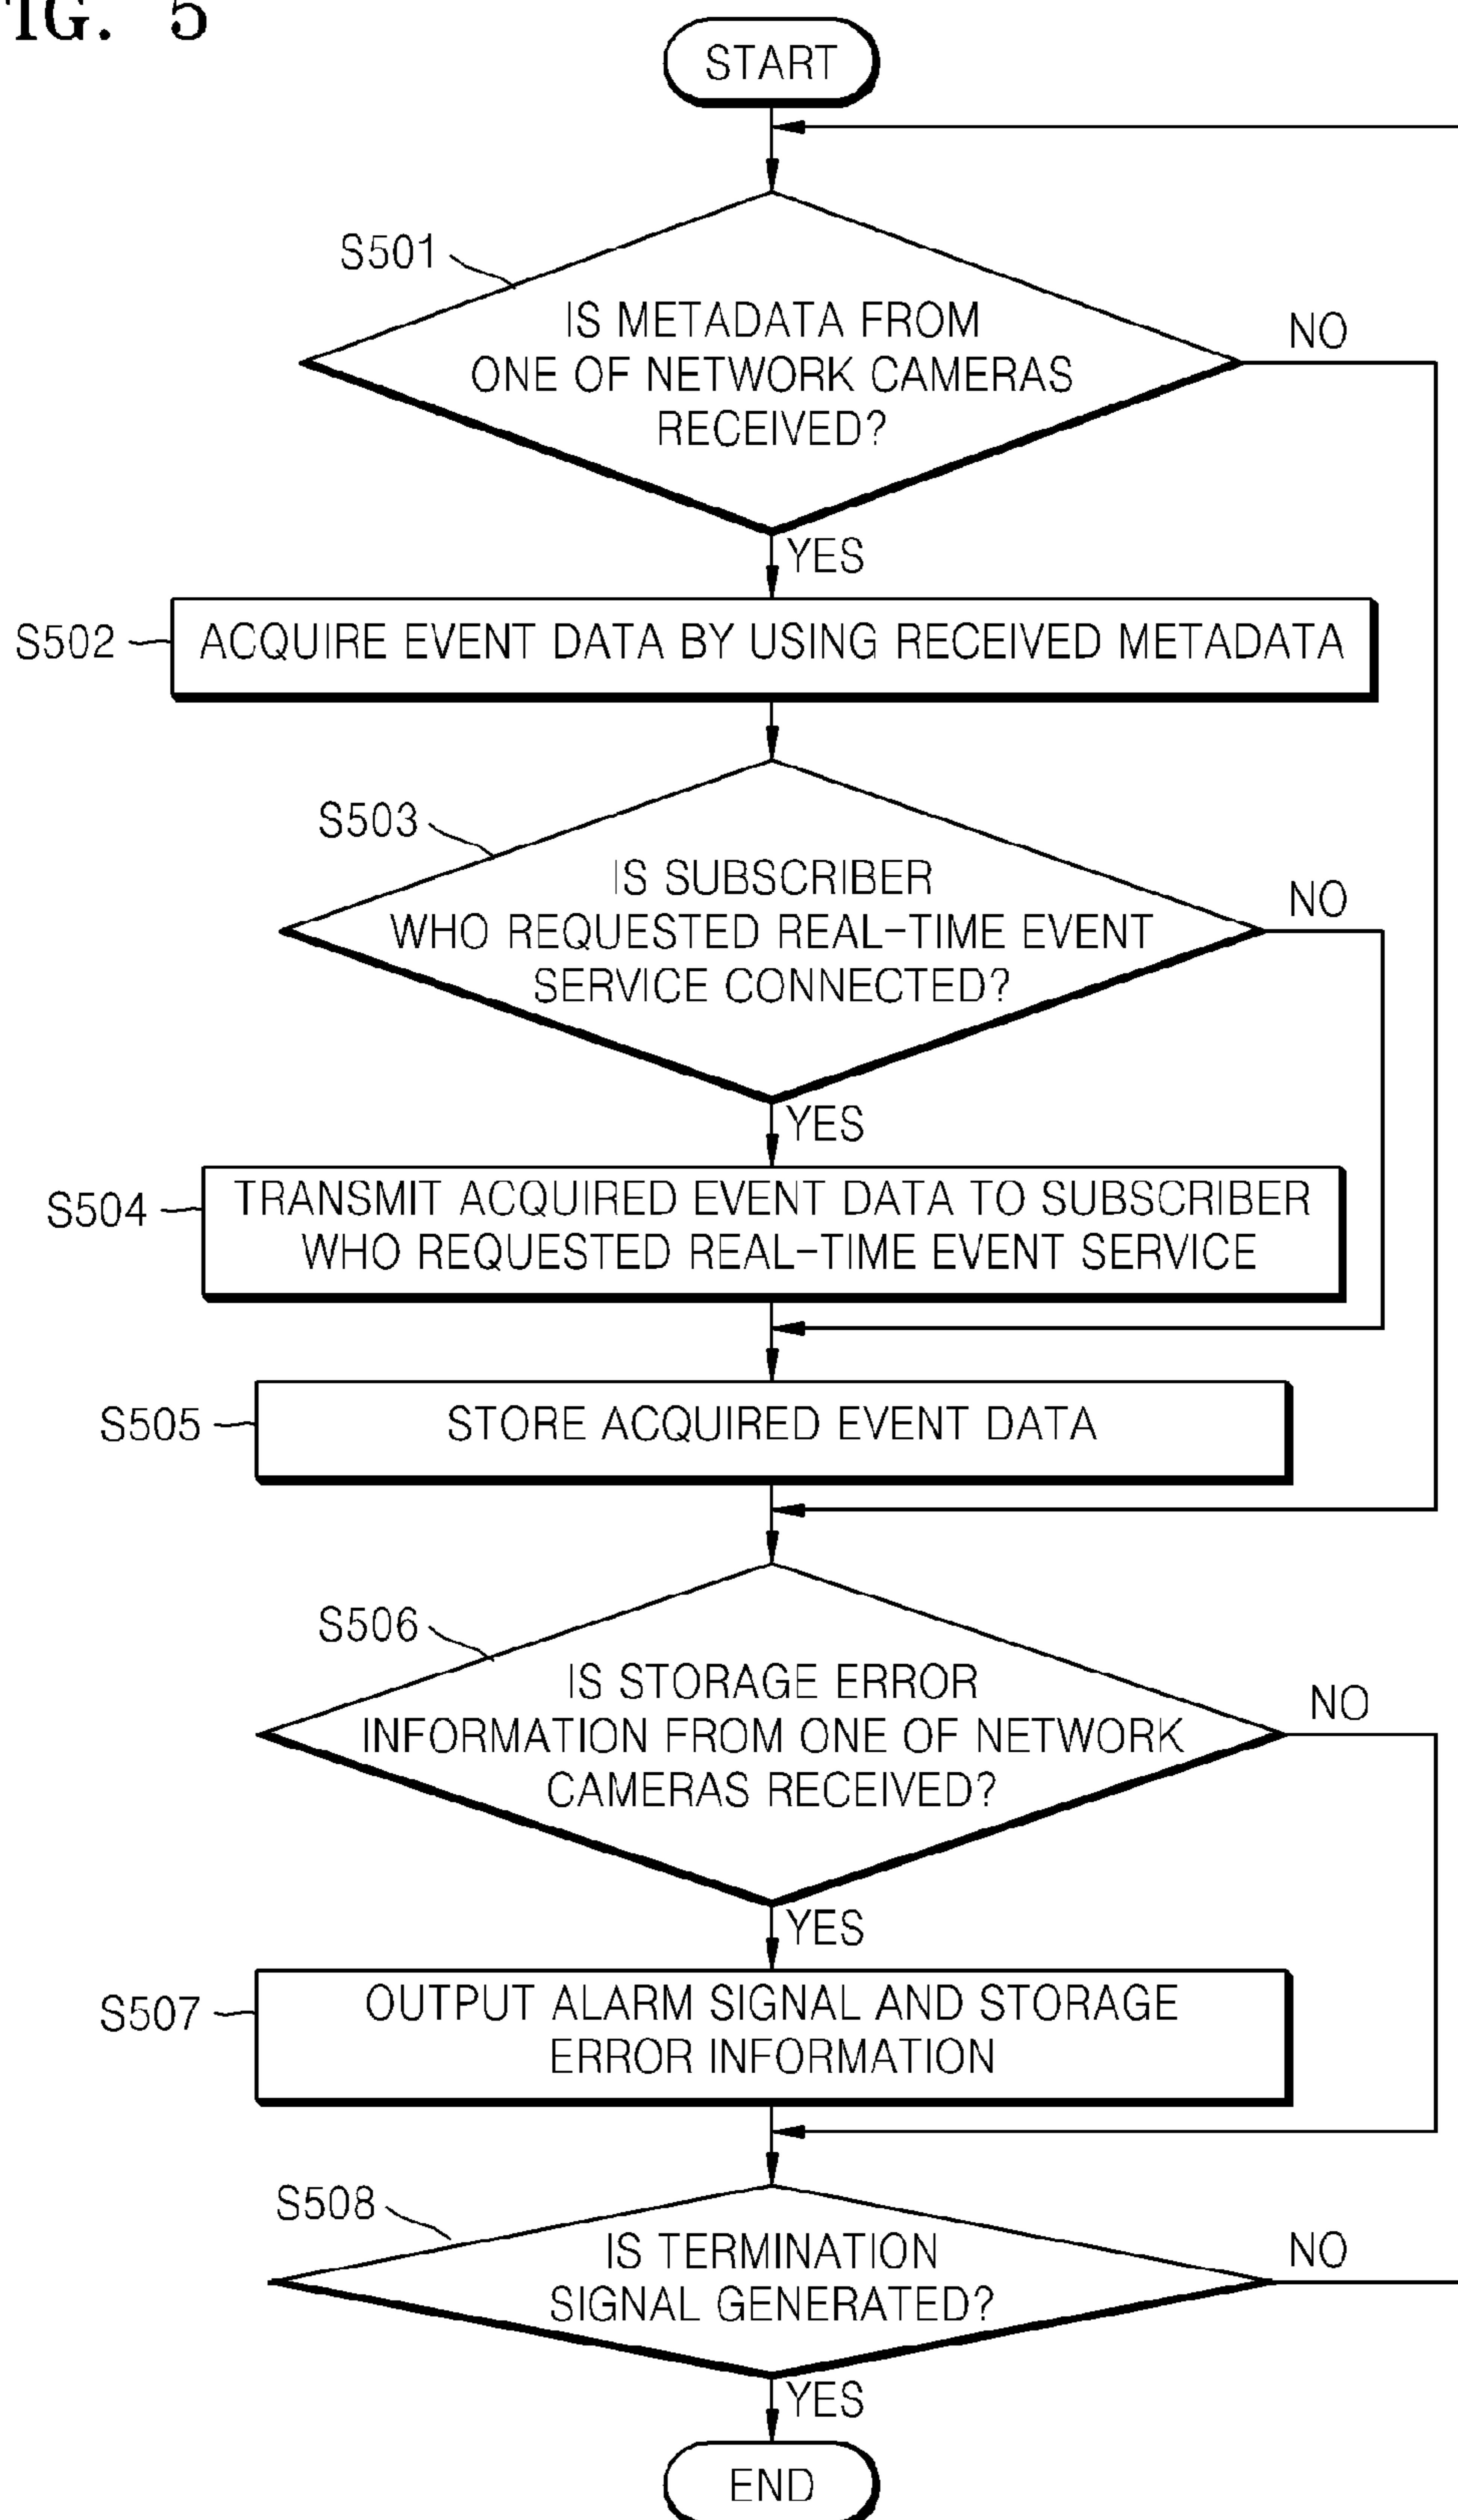 IG. 5
START
S501
IS METADATA FROM
ONE OF NETWORK CAMERAS
RECEIVED?
NO
YES
S502
ACQUIRE EVENT DATA BY USING RECEIVED METADATA
S503
IS SUBSCRIBER
WHO REQUESTED REAL-TIME EVENT
SERVICE CONNECTED?
NO
YES
S504
TRANSMIT ACQUIRED EVENT DATA TO SUBSCRIBER
WHO REQUESTED REAL-TIME EVENT SERVICE
S505
STORE ACQUIRED EVENT DATA
S506
IS STORAGE ERROR
INFORMATION FROM ONE OF NETWORK
CAMERAS RECEIVED?
NO
YES
S507
OUTPUT ALARM SIGNAL AND STORAGE
ERROR INFORMATION
S508
IS TERMINATION
SIGNAL GENERATED?
NO
YES
END